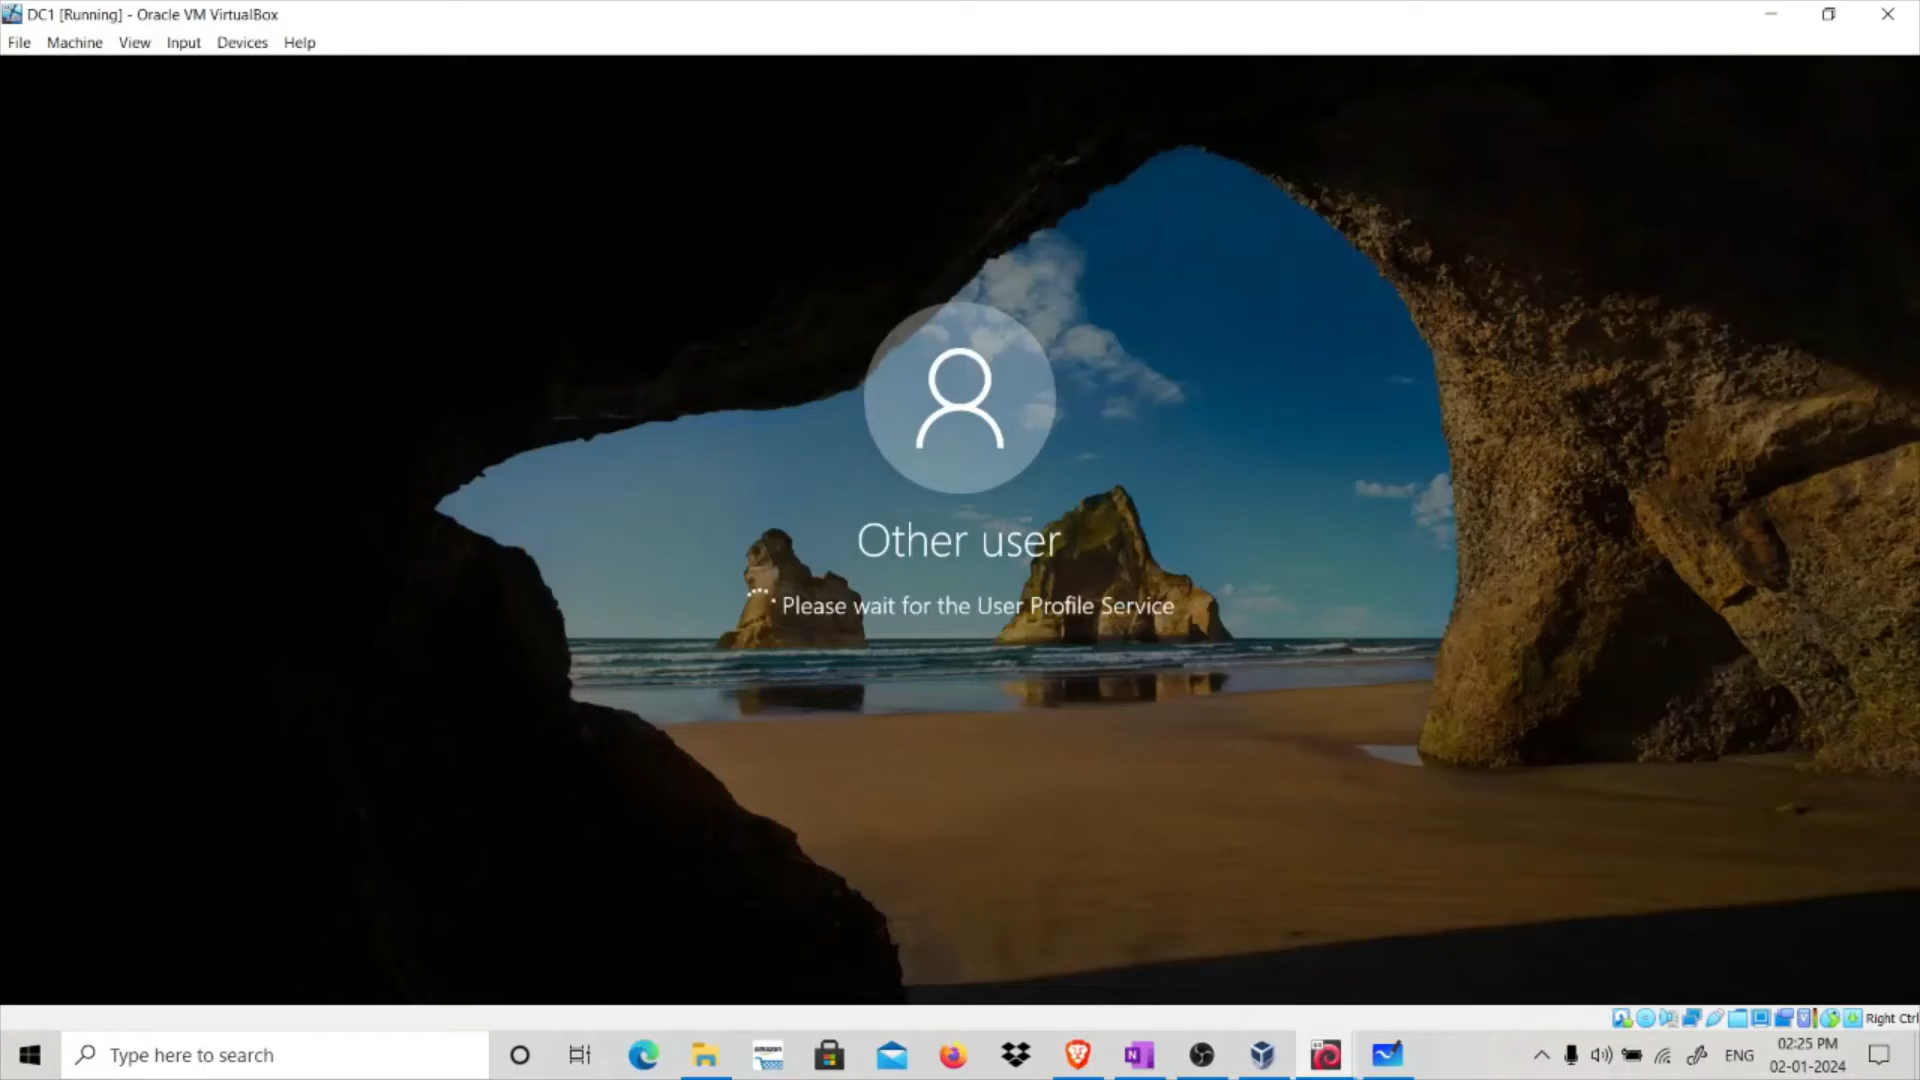 DC1 [Running] - Oracle VM VirtualBox
File Machine View Input Devices Help
Other user
Please wait for the User Profile Service
Right Ctrl
Type here to search
amazon
N
ENG
02:25 PM
02-01-2024